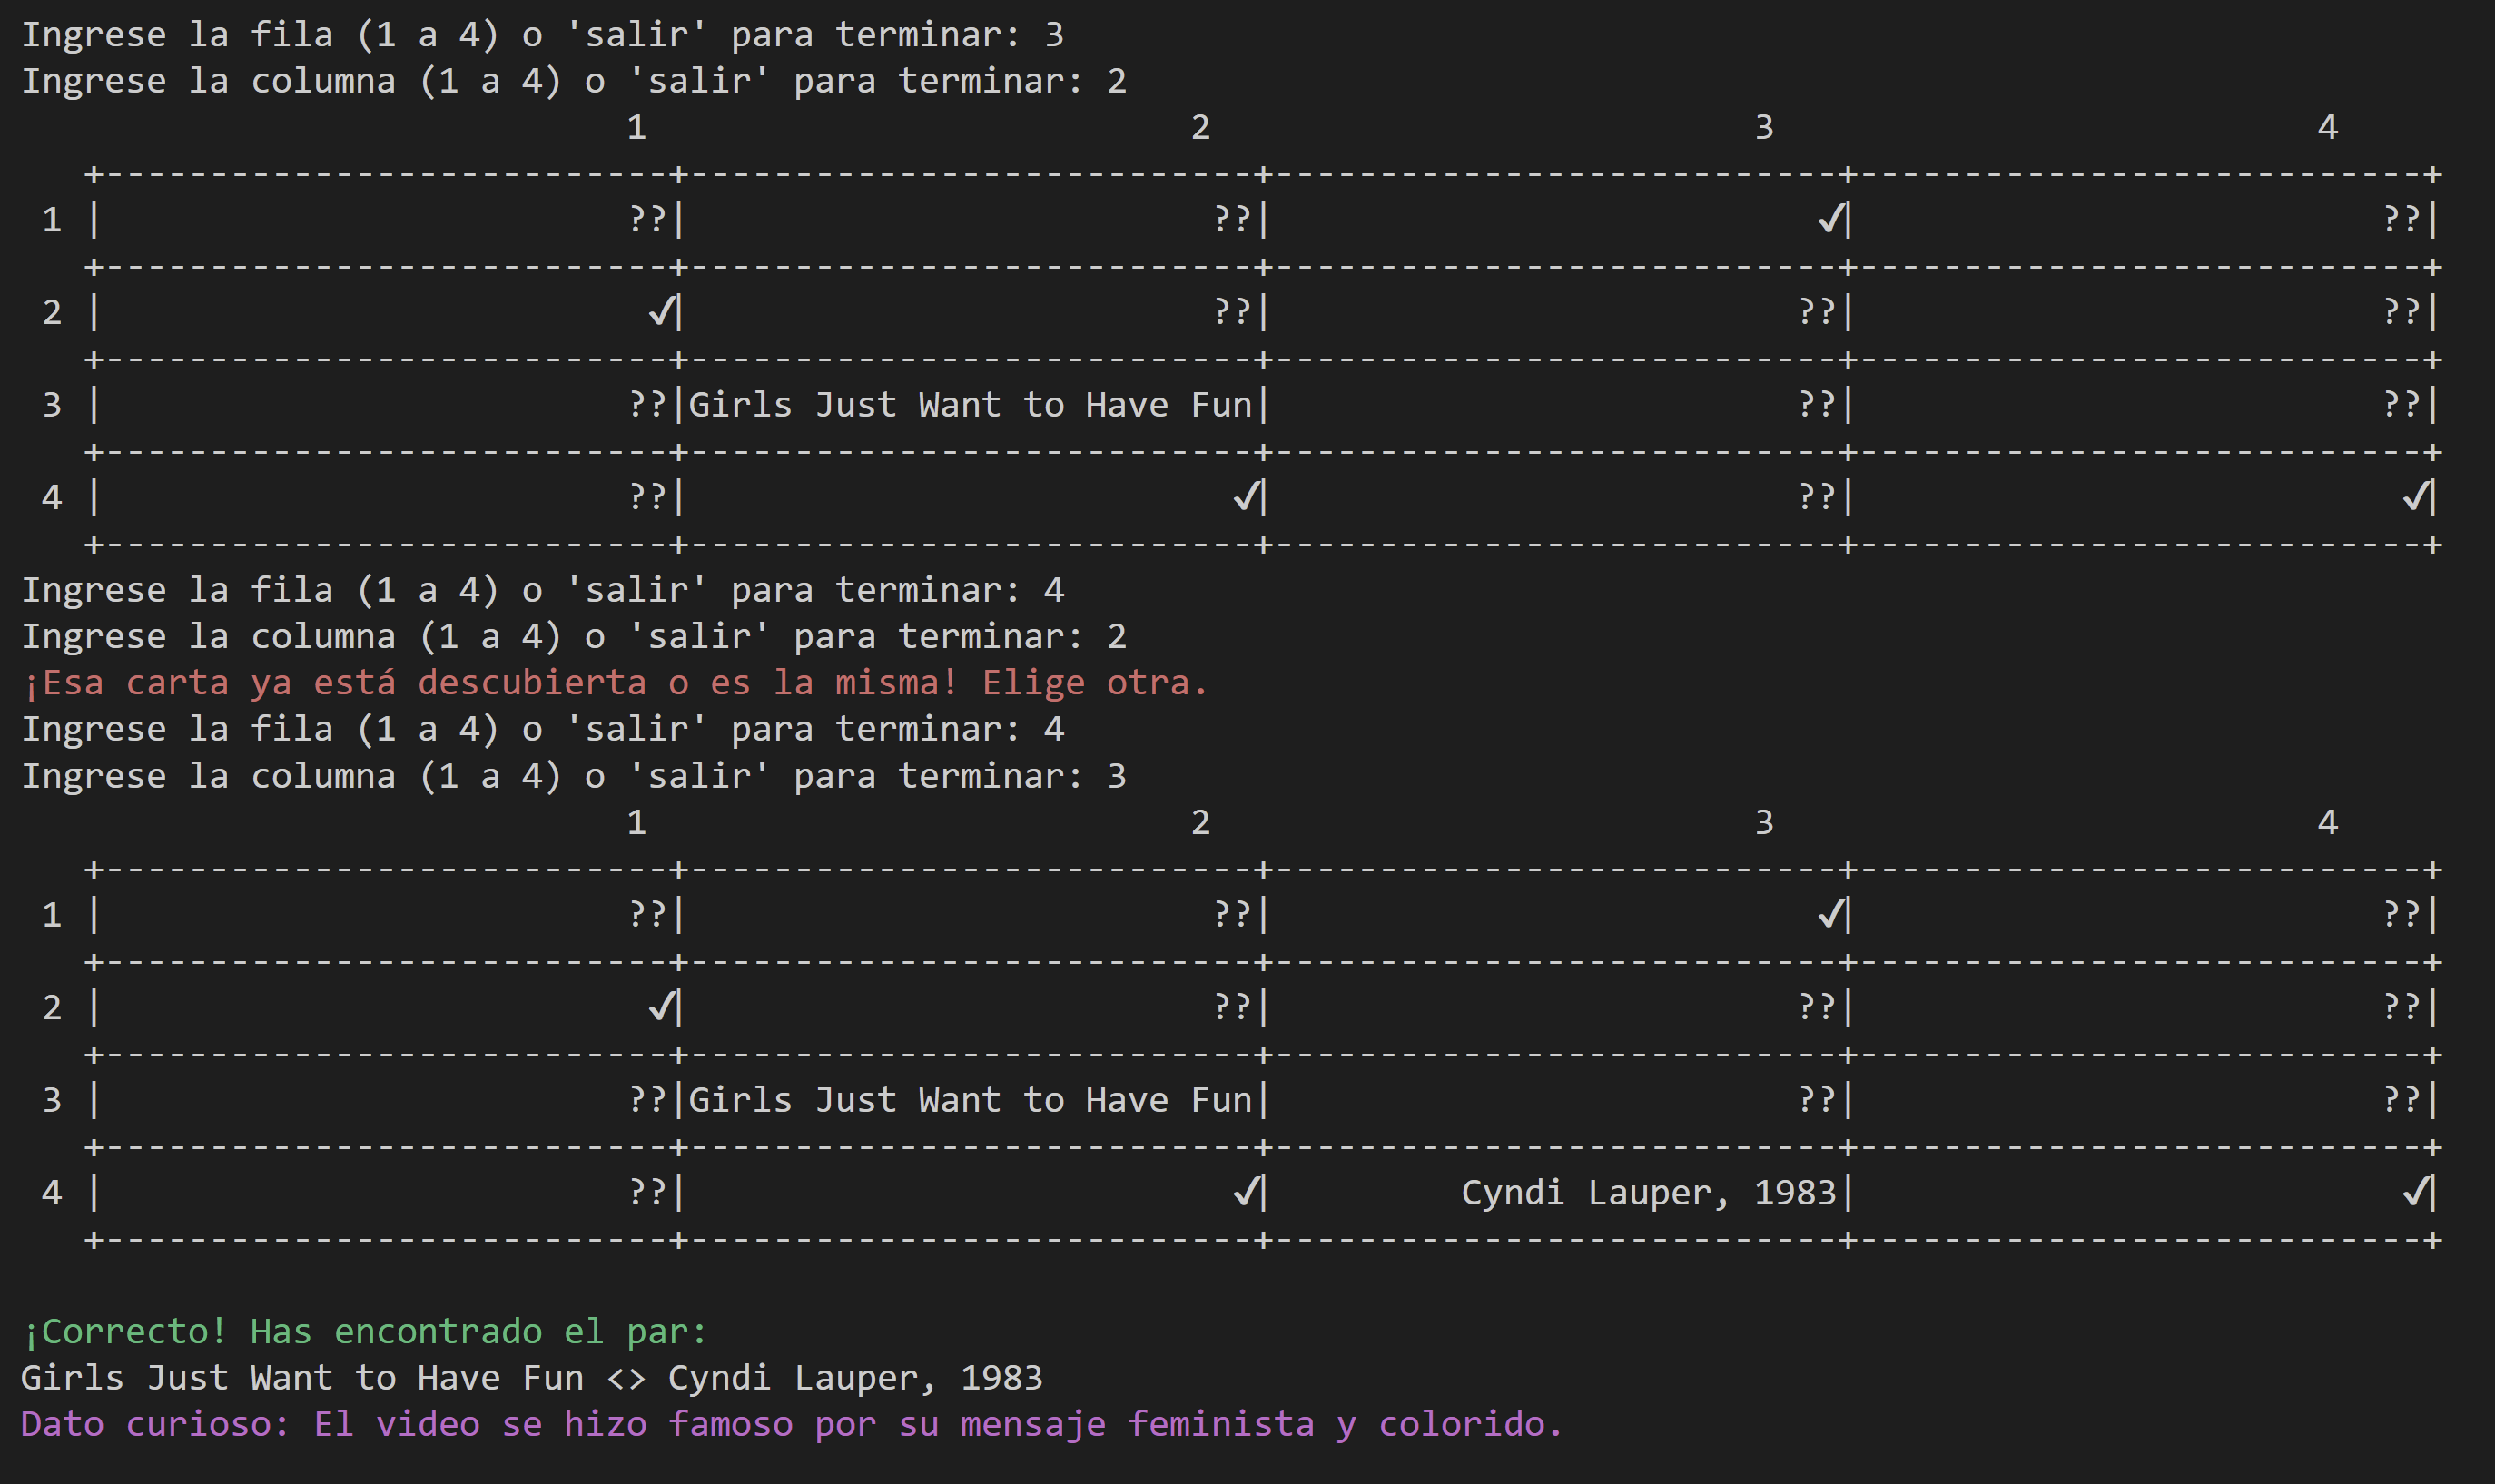 Ingrese la fila (1 a 4) o 'salir' para terminar: 3
Ingrese la columna (1 a 4) o 'salir' para terminar: 2
                             1                          2                          3                          4
   +---------------------------+---------------------------+---------------------------+---------------------------+
 1 |                         ??|                         ??|                          ✓|                         ??|
   +---------------------------+---------------------------+---------------------------+---------------------------+
 2 |                          ✓|                         ??|                         ??|                         ??|
   +---------------------------+---------------------------+---------------------------+---------------------------+
 3 |                         ??|Girls Just Want to Have Fun|                         ??|                         ??|
   +---------------------------+---------------------------+---------------------------+---------------------------+
 4 |                         ??|                          ✓|                         ??|                          ✓|
   +---------------------------+---------------------------+---------------------------+---------------------------+
Ingrese la fila (1 a 4) o 'salir' para terminar: 4
Ingrese la columna (1 a 4) o 'salir' para terminar: 2
¡Esa carta ya está descubierta o es la misma! Elige otra.
Ingrese la fila (1 a 4) o 'salir' para terminar: 4
Ingrese la columna (1 a 4) o 'salir' para terminar: 3
                             1                          2                          3                          4
   +---------------------------+---------------------------+---------------------------+---------------------------+
 1 |                         ??|                         ??|                          ✓|                         ??|
   +---------------------------+---------------------------+---------------------------+---------------------------+
 2 |                          ✓|                         ??|                         ??|                         ??|
   +---------------------------+---------------------------+---------------------------+---------------------------+
 3 |                         ??|Girls Just Want to Have Fun|                         ??|                         ??|
   +---------------------------+---------------------------+---------------------------+---------------------------+
 4 |                         ??|                          ✓|         Cyndi Lauper, 1983|                          ✓|
   +---------------------------+---------------------------+---------------------------+---------------------------+
¡Correcto! Has encontrado el par:
Girls Just Want to Have Fun <> Cyndi Lauper, 1983
Dato curioso: El video se hizo famoso por su mensaje feminista y colorido.